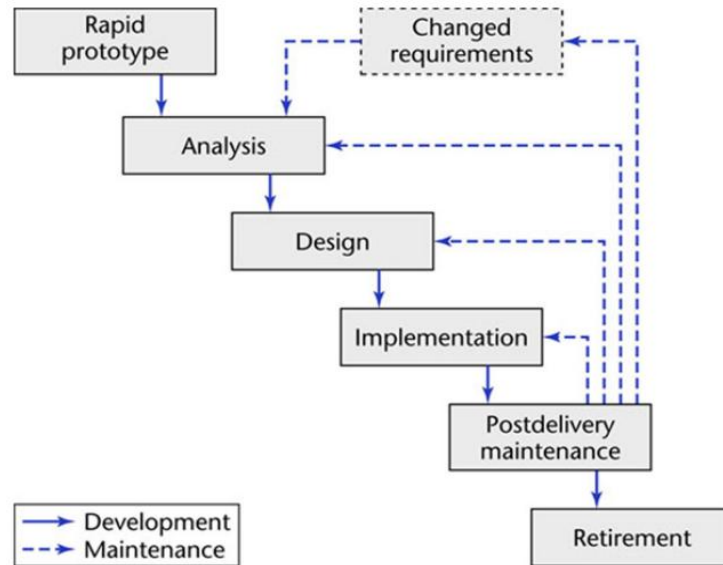 Rapid
prototype
Changed
requirements
Analysis
Design
Implementation
Postdelivery
maintenance
Retirement
Development
Maintenance